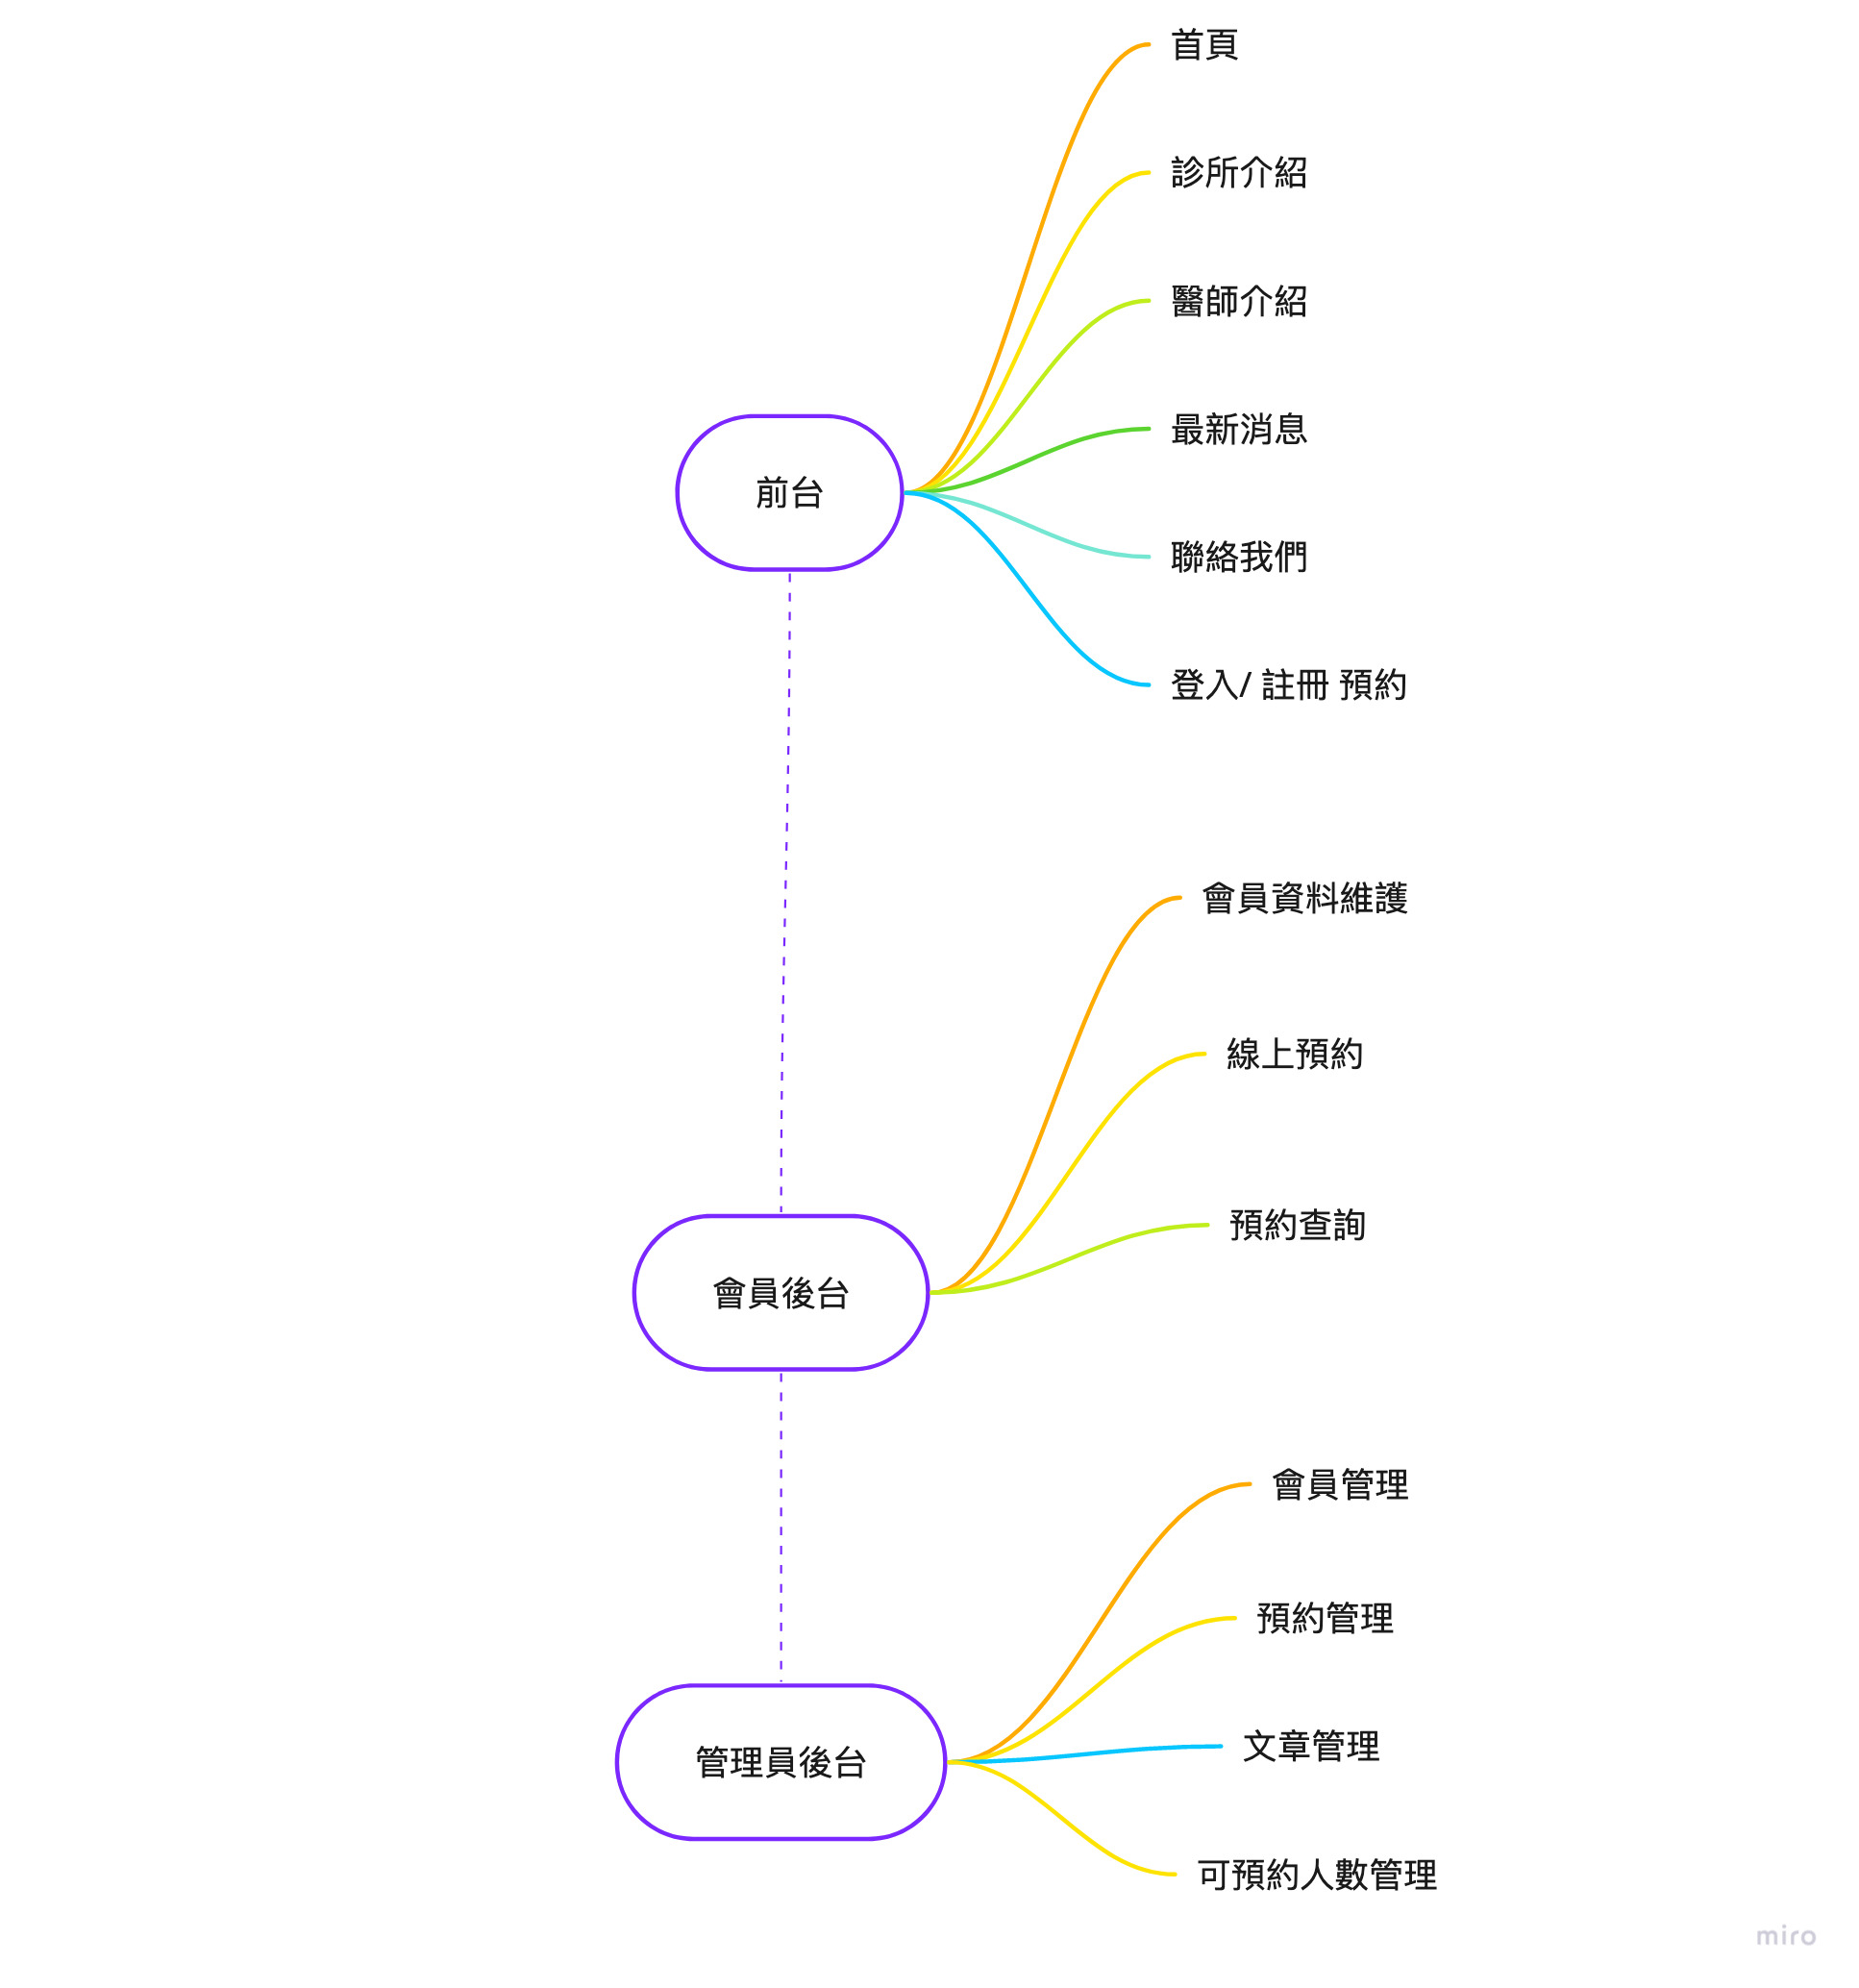 首頁
診所介紹
醫師介紹
最新消息
前台
聯絡我們
登入/ 註冊 預約
會員資料維護
線上預約
預約查詢
會員後台
會員管理
預約管理
文章管理
管理員後台
可預約人數管理
miro